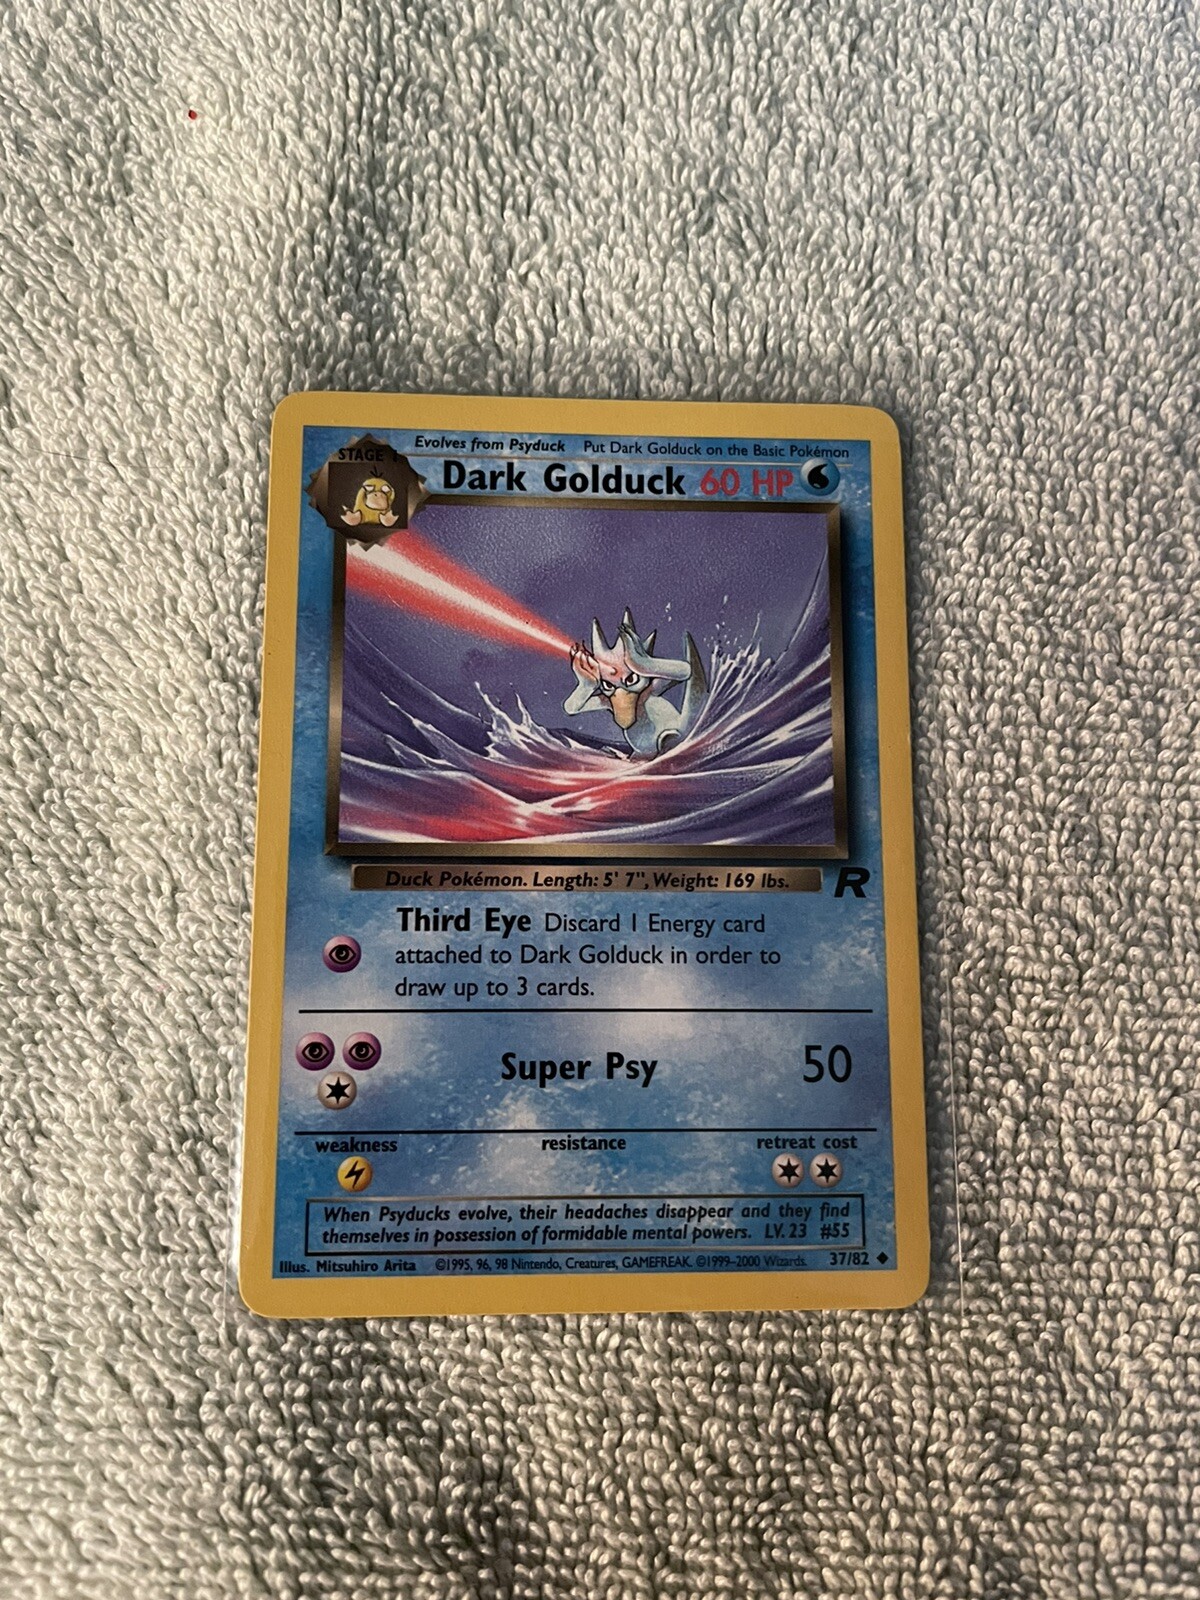 Evolves from Psyduck Put Dark Golduck on the Basic Pokémon
STAGE 1
Dark Golduck 60 HP
Duck Pokémon. Length: 5' 7", Weight: 169 lbs.
R
Third Eye Discard 1 Energy card
attached to Dark Golduck in order to
draw up to 3 cards.
Super Psy 50
weakness resistance retreat cost
When Psyducks evolve, their headaches disappear and they find
themselves in possession of formidable mental powers. LV. 23 #55
Illus. Mitsuhiro Arita ©1995, 96, 98 Nintendo, Creatures, GAMEFREAK. ©1999–2000 Wizards. 37/82